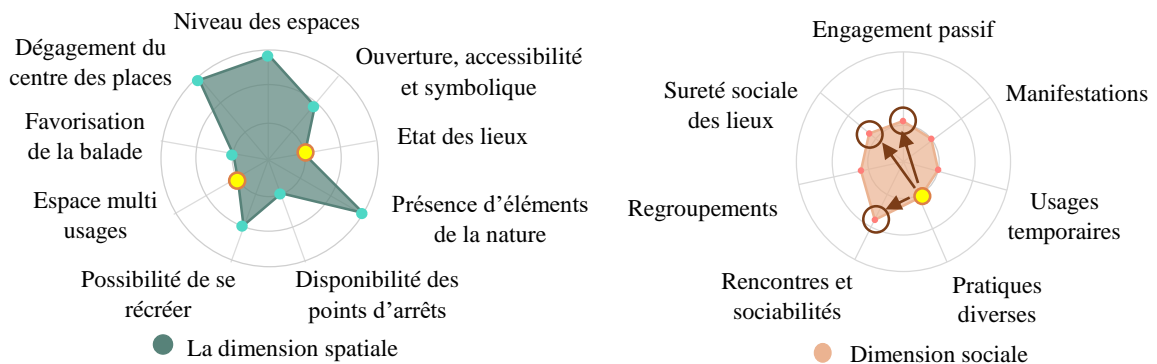 Niveau des espaces
Dégagement du
centre des places
Ouverture, accessibilité
et symbolique
Favorisation
de la balade
Etat des lieux
Espace multi
usages
Présence d'éléments
de la nature
Possibilité de se
récréer
Disponibilité des
points d'arrêts
La dimension spatiale
Engagement passif
Sureté sociale
des lieux
Manifestations
Regroupements
Usages
temporaires
Rencontres et
sociabilités
Pratiques
diverses
Dimension sociale